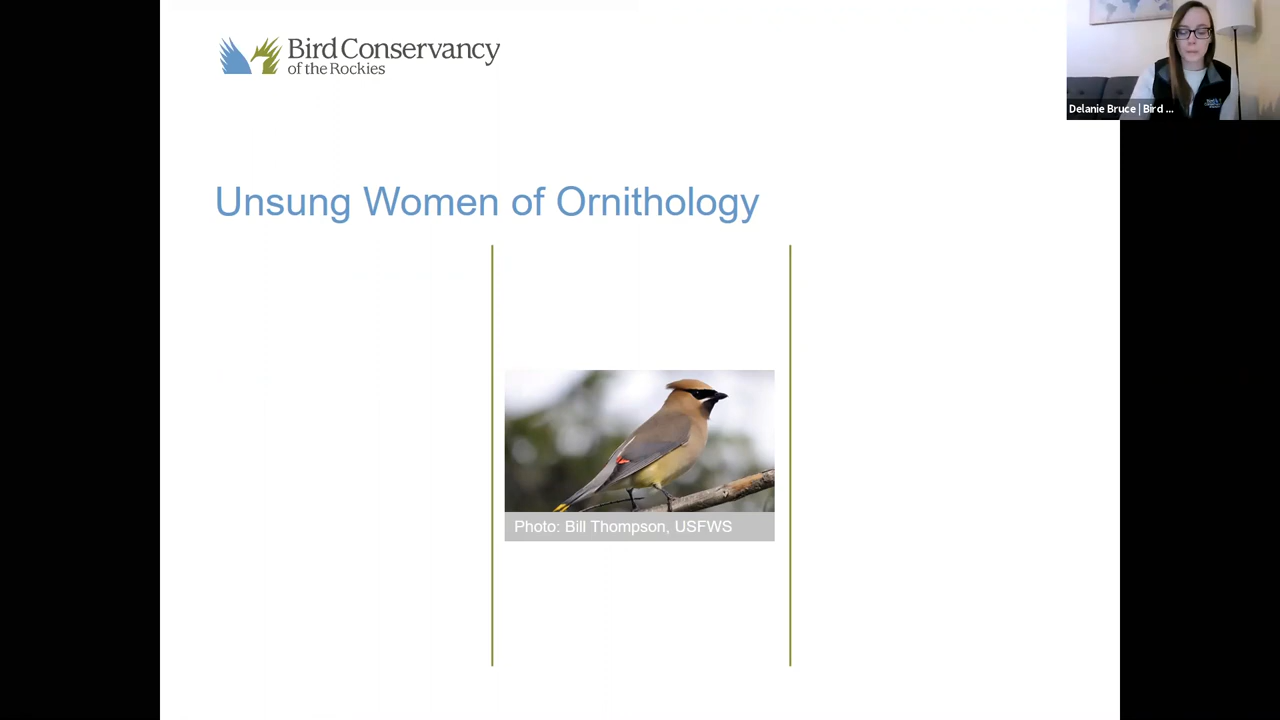 Bird Conservancy
of the Rockies
Delanie Bruce | Bird ...
Unsung Women of Ornithology
Photo: Bill Thompson, USFWS